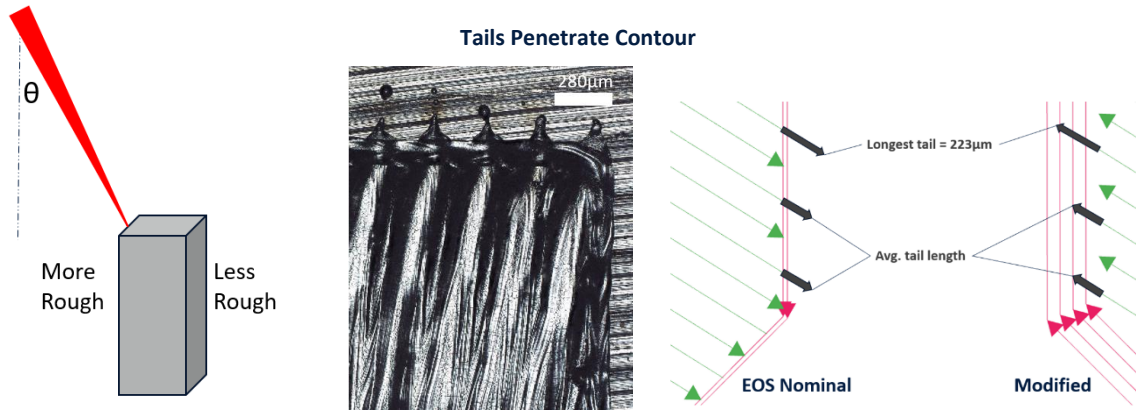 Tails Penetrate Contour
θ
280μm
More
Rough
Less
Rough
Longest tail = 223μm
Avg. tail length
EOS Nominal
Modified